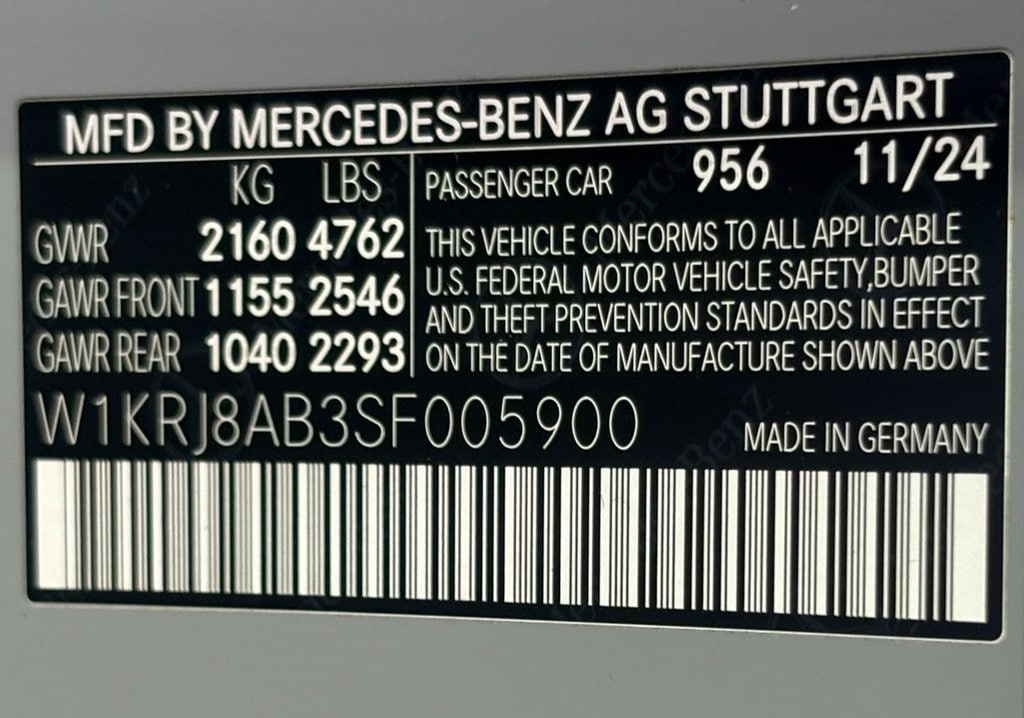 MFD BY MERCEDES-BENZ AG STUTTGART
KG LBS
GVWR 2160 4762
GAWR FRONT 1155 2546
GAWR REAR 1040 2293
PASSENGER CAR 956 11/24
THIS VEHICLE CONFORMS TO ALL APPLICABLE
U.S. FEDERAL MOTOR VEHICLE SAFETY,BUMPER
AND THEFT PREVENTION STANDARDS IN EFFECT
ON THE DATE OF MANUFACTURE SHOWN ABOVE
W1KRJ8AB3SF005900
MADE IN GERMANY